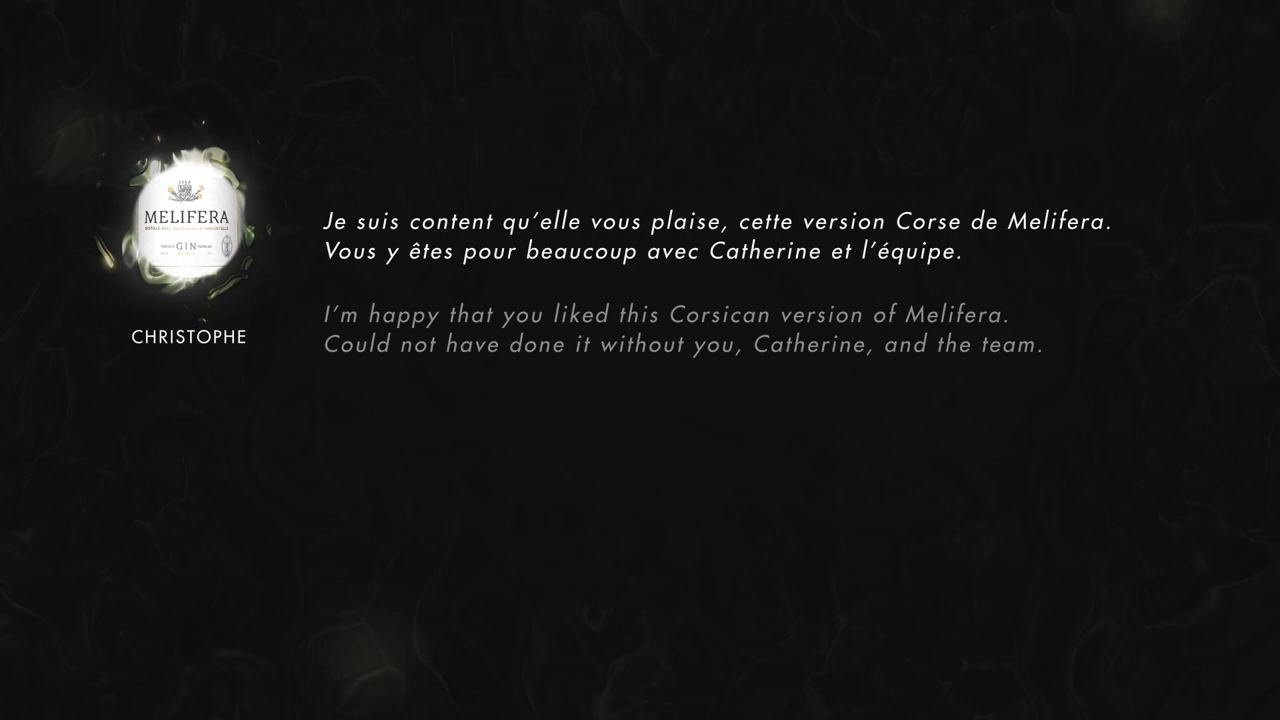 MELIFERA
GIN
CHRISTOPHE
Je suis content qu’elle vous plaise, cette version Corse de Melifera.
Vous y êtes pour beaucoup avec Catherine et l’équipe.
I’m happy that you liked this Corsican version of Melifera.
Could not have done it without you, Catherine, and the team.